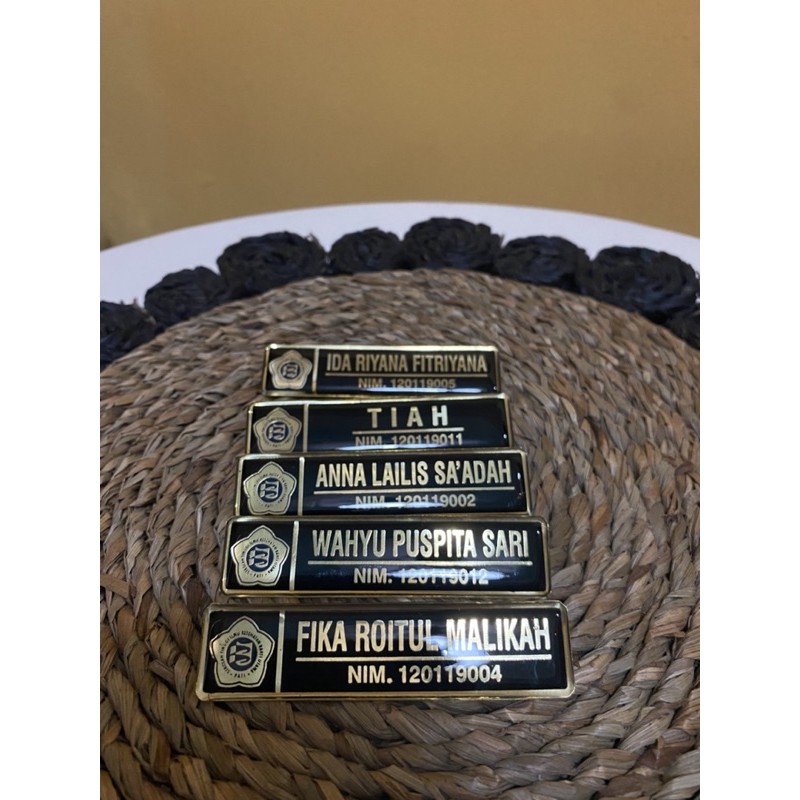 IDA RIYANA FITRIYANA
NIM. 120119005
TIAH
NIM. 120119011
ANNA LAILIS SA'ADAH
NIM. 120119002
WAHYU PUSPITA SARI
NIM. 120119012
FIKA ROITUL MALIKAH
NIM. 120119004